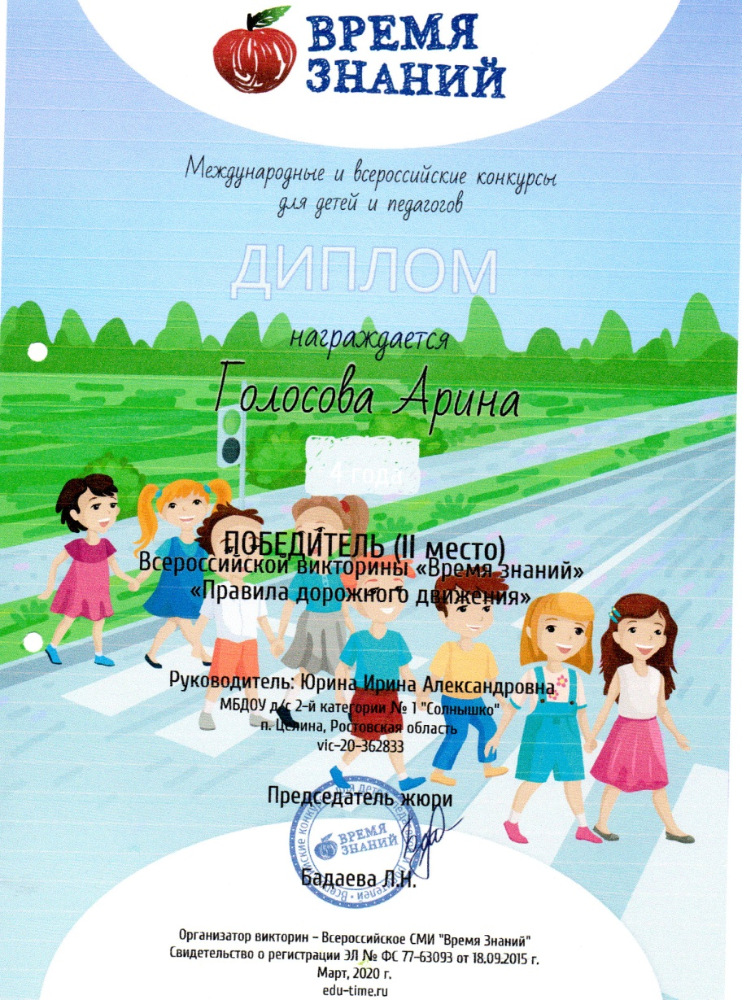 ВРЕМЯ
ЗНАНИЙ
Международные и всероссийские конкурсы
для детей и педагогов
ДИПЛОМ
награждается
Голосова Арина
4 года
ПОБЕДИТЕЛЬ (II место)
Всероссийской викторины «Время знаний»
«Правила дорожного движения»
Руководитель: Юрина Ирина Александровна
МБДОУ д/с 2-й категории № 1 "Солнышко"
п. Целина, Ростовская область
vic-20-362833
Председатель жюри
ВРЕМЯ
ЗНАНИЙ
Бадаева Л.Н.
Организатор викторин - Всероссийское СМИ "Время Знаний"
Свидетельство о регистрации ЭЛ № ФС 77-63093 от 18.09.2015 г.
Март, 2020 г.
edu-time.ru